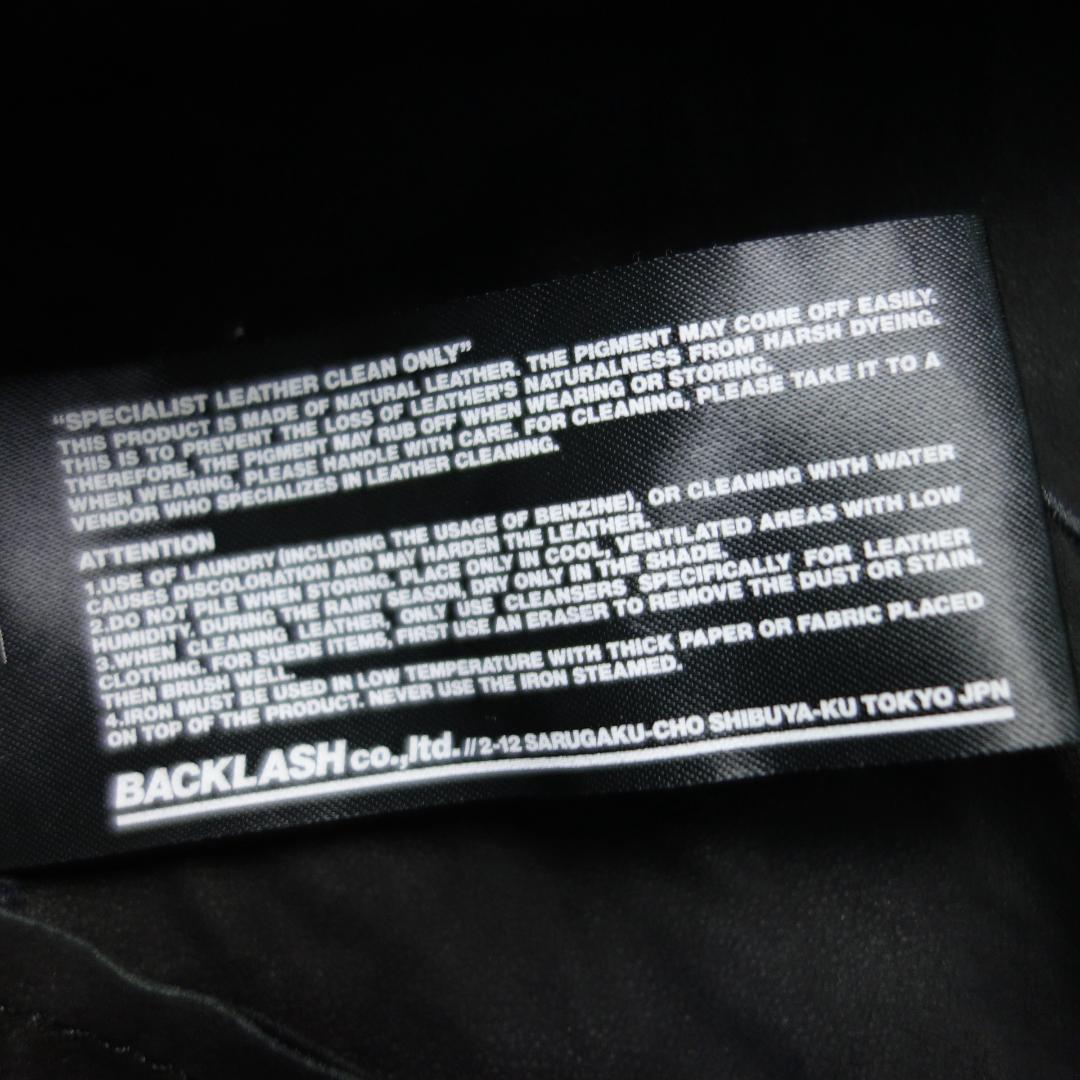 “SPECIALIST LEATHER CLEAN ONLY”
THIS PRODUCT IS MADE OF NATURAL LEATHER. THE PIGMENT MAY COME OFF EASILY.
THIS IS TO PREVENT THE LOSS OF LEATHER'S NATURALNESS FROM HARSH DYEING.
THEREFORE, THE PIGMENT MAY RUB OFF WHEN WEARING OR STORING.
WHEN WEARING, PLEASE HANDLE WITH CARE. FOR CLEANING, PLEASE TAKE IT TO A
VENDOR WHO SPECIALIZES IN LEATHER CLEANING.
ATTENTION
1.USE OF LAUNDRY (INCLUDING THE USAGE OF BENZINE), OR CLEANING WITH WATER
CAUSES DISCOLORATION AND MAY HARDEN THE LEATHER.
2.DO NOT PILE WHEN STORING. PLACE ONLY IN COOL, VENTILATED AREAS WITH LOW
HUMIDITY. DURING THE RAINY SEASON, DRY ONLY IN THE SHADE.
3.WHEN CLEANING LEATHER, ONLY USE CLEANSERS SPECIFICALLY FOR LEATHER
CLOTHING. FOR SUEDE ITEMS, FIRST USE AN ERASER TO REMOVE THE DUST OR STAIN.
THEN BRUSH WELL.
4.IRON MUST BE USED IN LOW TEMPERATURE WITH THICK PAPER OR FABRIC PLACED
ON TOP OF THE PRODUCT. NEVER USE THE IRON STEAMED.
BACKLASH co.,ltd. //2-12 SARUGAKU-CHO SHIBUYA-KU TOKYO JPN